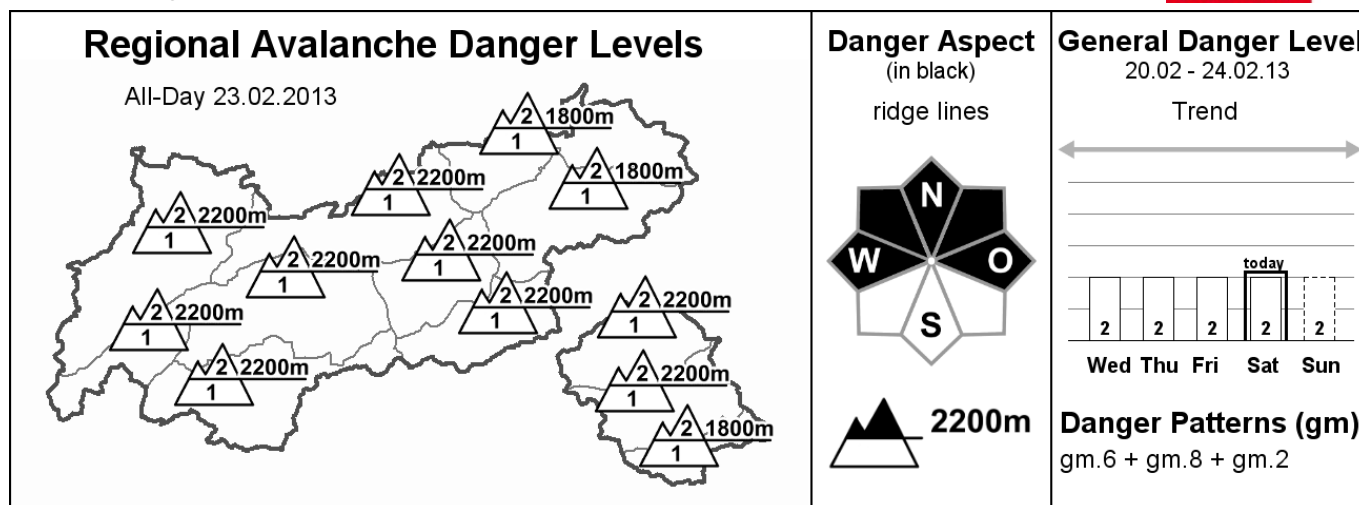 Regional Avalanche Danger Levels
All-Day 23.02.2013
2 1800m
1
2 1800m
1
2 2200m
1
2 2200m
1
2 2200m
1
2 2200m
1
2 2200m
1
2 2200m
1
2 2200m
1
2 2200m
1
2 2200m
1
2 1800m
1
Danger Aspect
(in black)
ridge lines
N
W O
S
2200m
General Danger Level
20.02 - 24.02.13
Trend
today
2 2 2 2 2
Wed Thu Fri Sat Sun
Danger Patterns (gm)
gm.6 + gm.8 + gm.2